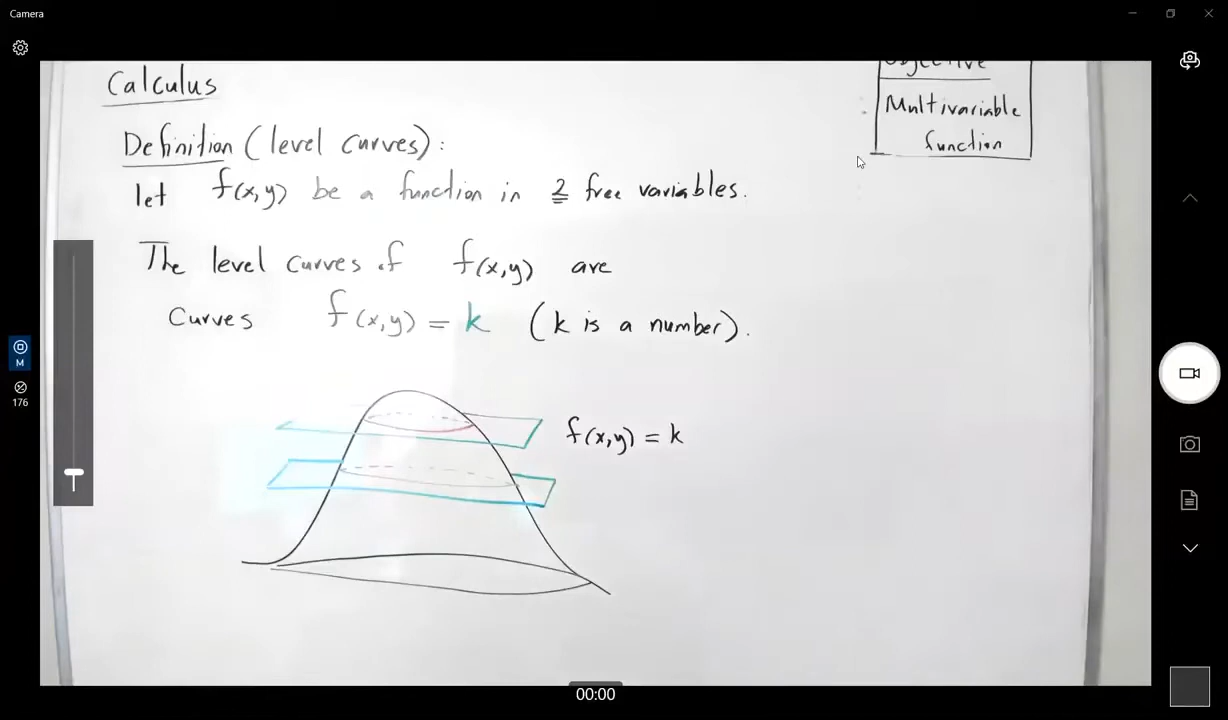 Camera
Calculus
Objective
Multivariable
function
Definition (level curves):
let f(x,y) be a function in 2 free variables.
The level curves of f(x,y) are
Curves f(x,y) = k (k is a number).
f(x,y) = k
M
176
00:00